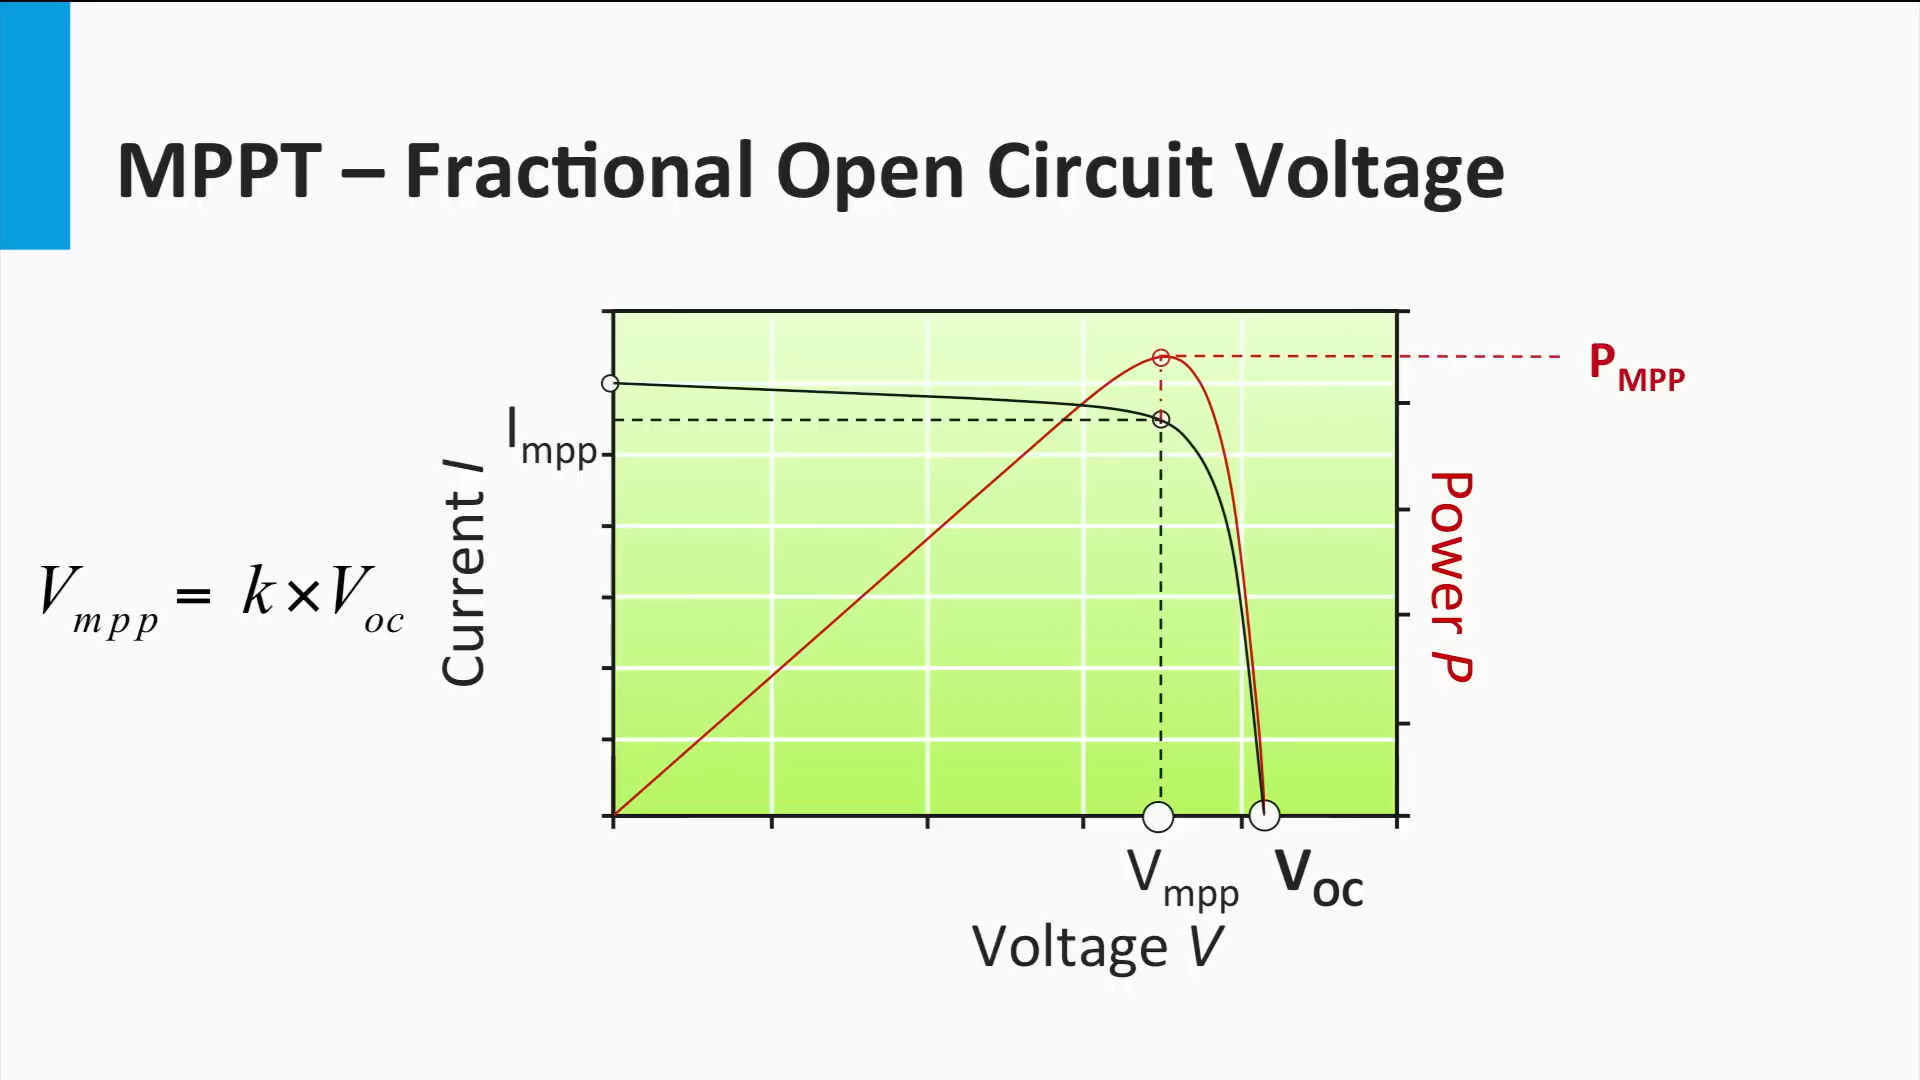 MPPT – Fractional Open Circuit Voltage
P_MPP
I_mpp
Current I
Power P
V_mpp = k × V_oc
V_mpp
V_OC
Voltage V